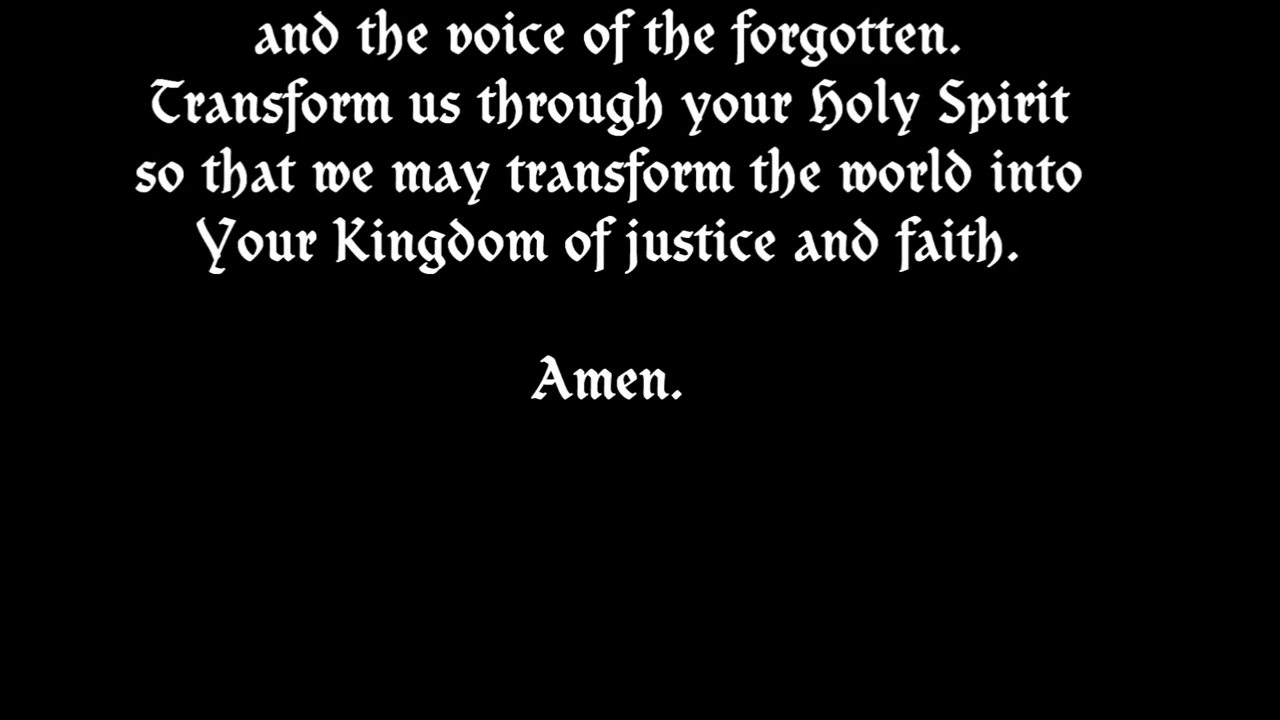 and the voice of the forgotten.
Transform us through your Holy Spirit
so that we may transform the world into
Your Kingdom of justice and faith.
Amen.